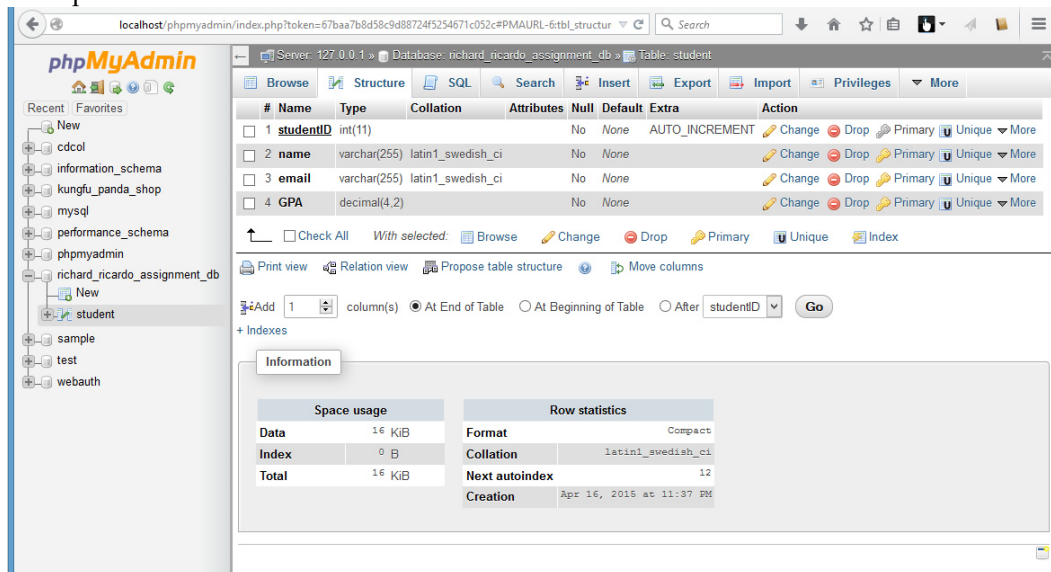 localhost/phpmyadmin/index.php?token=67baa7b8d58c9d88724f5254671c052c#PMAURL-6:tbl_structur Search
phpMyAdmin
Recent Favorites
New
cdcol
information_schema
kungfu_panda_shop
mysql
performance_schema
phpmyadmin
richard_ricardo_assignment_db
New
student
sample
test
webauth
Server: 127.0.0.1 » Database: richard_ricardo_assignment_db » Table: student
Browse Structure SQL Search Insert Export Import Privileges More
# Name Type Collation Attributes Null Default Extra Action
1 studentID int(11) No None AUTO_INCREMENT Change Drop Primary Unique More
2 name varchar(255) latin1_swedish_ci No None Change Drop Primary Unique More
3 email varchar(255) latin1_swedish_ci No None Change Drop Primary Unique More
4 GPA decimal(4,2) No None Change Drop Primary Unique More
Check All With selected: Browse Change Drop Primary Unique Index
Print view Relation view Propose table structure Move columns
Add 1 column(s) At End of Table At Beginning of Table After studentID Go
+ Indexes
Information
Space usage
Data 16 KiB
Index 0 B
Total 16 KiB
Row statistics
Format Compact
Collation latin1_swedish_ci
Next autoindex 12
Creation Apr 16, 2015 at 11:37 PM